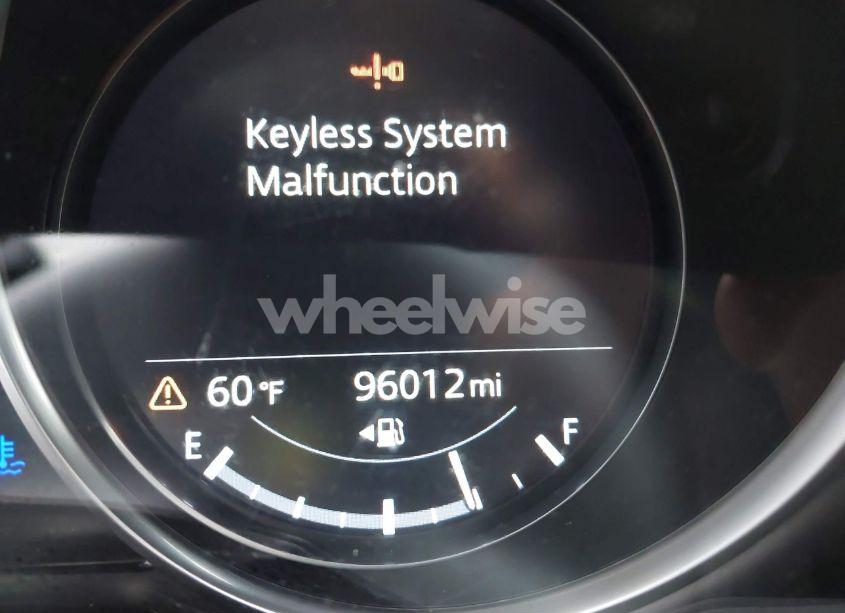 Keyless System
Malfunction
wheelwise
60°F 96012 mi
E F